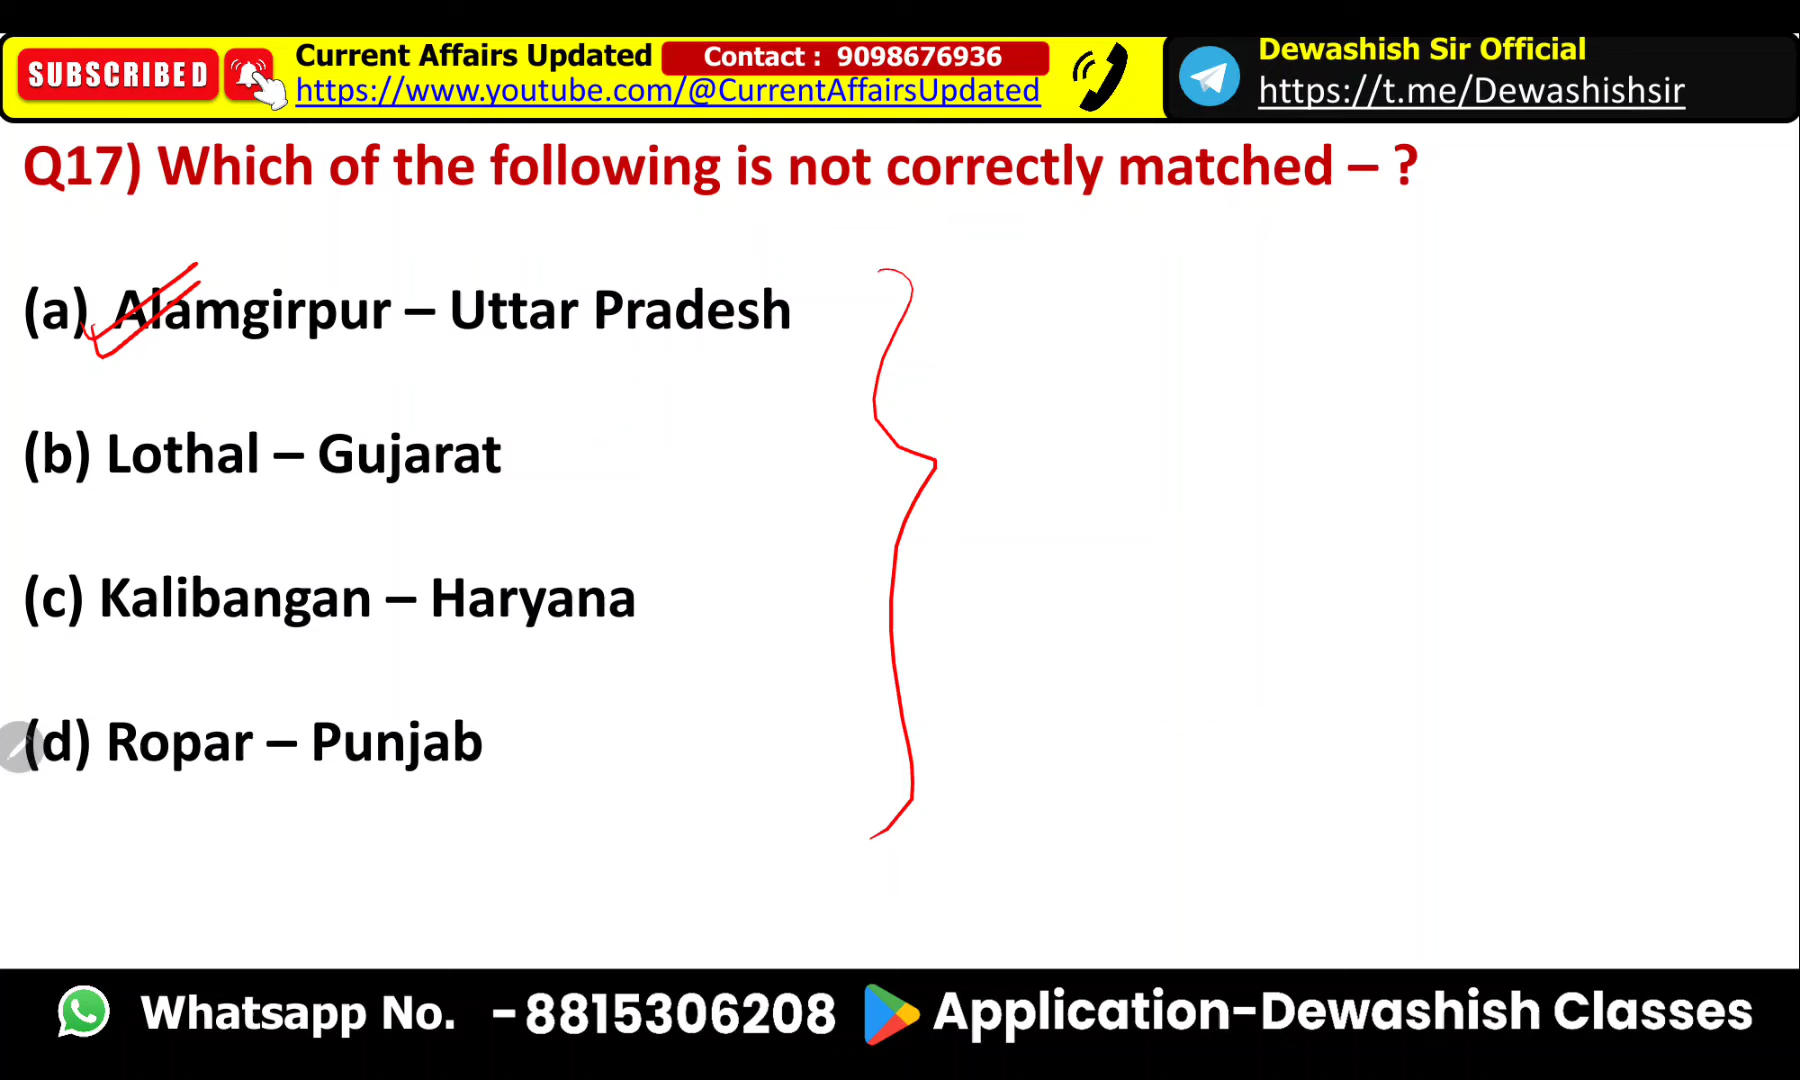 SUBSCRIBED
Current Affairs Updated
Contact : 9098676936
https://www.youtube.com/@CurrentAffairsUpdated
Dewashish Sir Official
https://t.me/Dewashishsir
Q17) Which of the following is not correctly matched – ?
(a) Alamgirpur – Uttar Pradesh
(b) Lothal – Gujarat
(c) Kalibangan – Haryana
(d) Ropar – Punjab
Whatsapp No. -8815306208
Application-Dewashish Classes